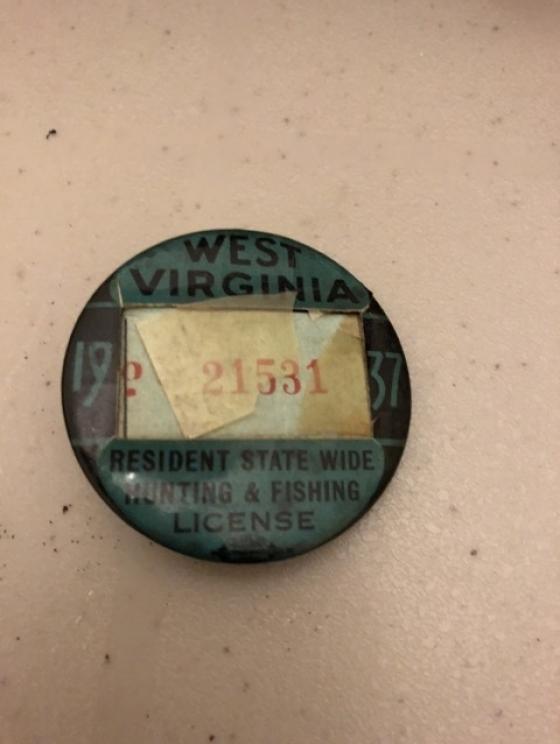 WEST
VIRGINIA
19 21531 37
RESIDENT STATE WIDE
HUNTING & FISHING
LICENSE